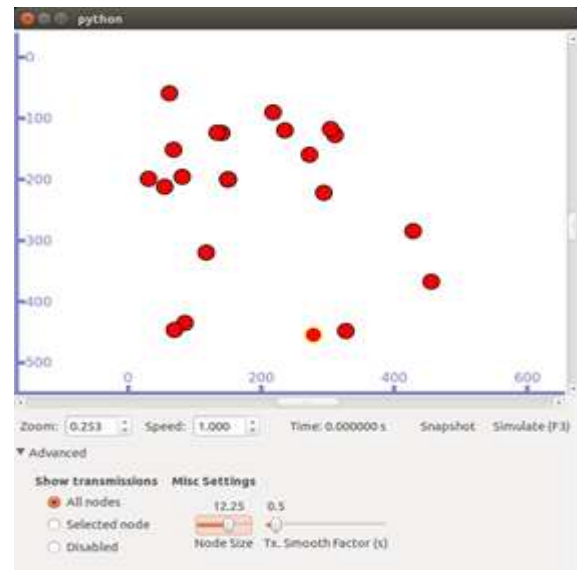 python
0
100
200
300
400
500
0 200 400 600
Zoom: 0.253 Speed: 1.000 Time: 0.000000 s Snapshot Simulate (F3)
Advanced
Show transmissions Misc Settings
All nodes 12.25 0.5
Selected node
Disabled Node Size Tx. Smooth Factor (s)